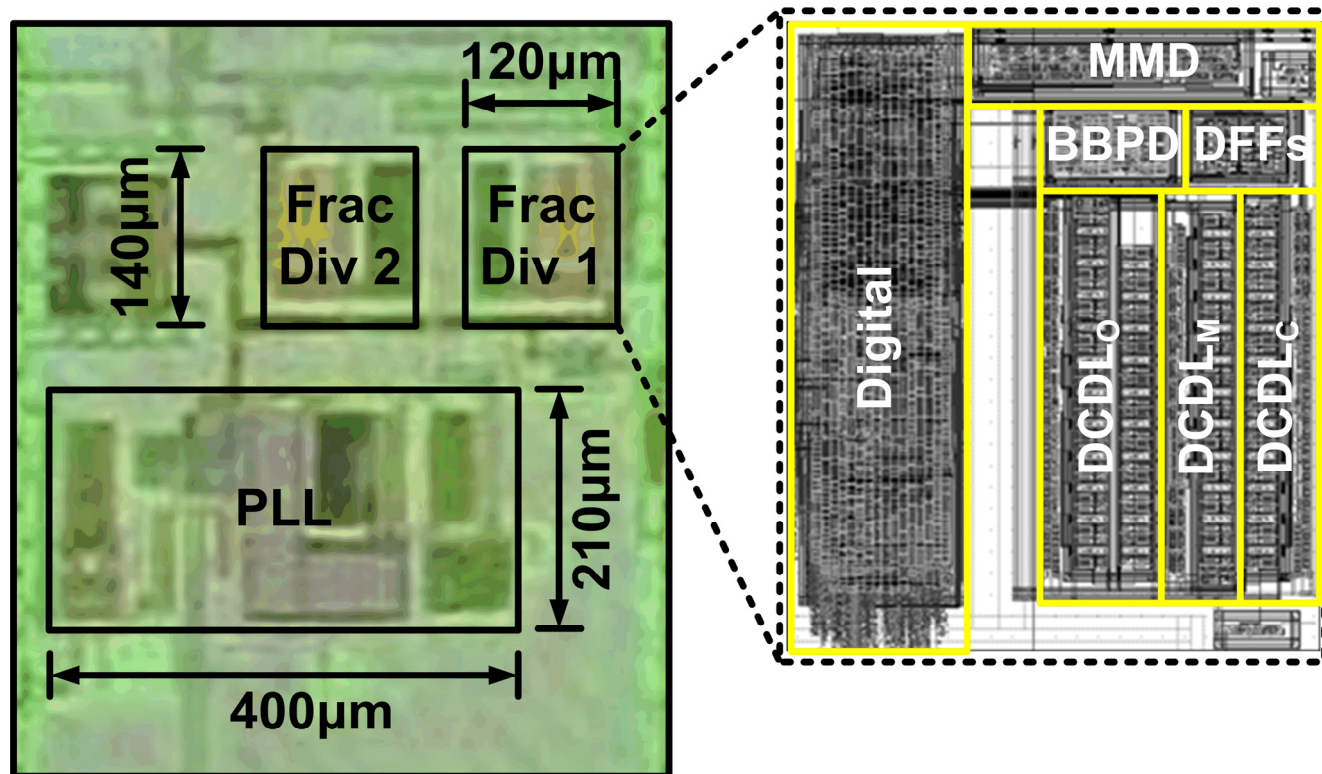 120µm
140µm
Frac
Div 2
Frac
Div 1
PLL
210µm
400µm
MMD
BBPD
DFFs
Digital
DCDLO
DCDLM
DCDLC